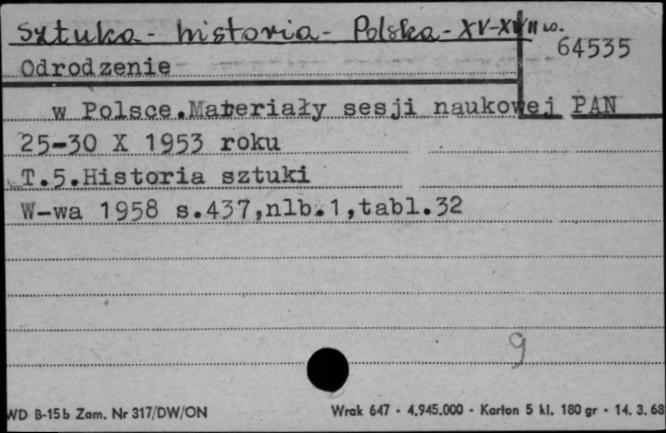 Sztuka - historia - Polska - XV-XVII w.
64535
Odrodzenie
w Polsce.Materiały sesji naukowej PAN
25-30 X 1953 roku
T.5.Historia sztuki
W-wa 1958 s.437,nlb.1,tabl.32
9
WD B-15b Zam. Nr 317/DW/ON
Wrak 647 - 4.945.000 - Karton 5 kl. 180 gr - 14. 3. 68